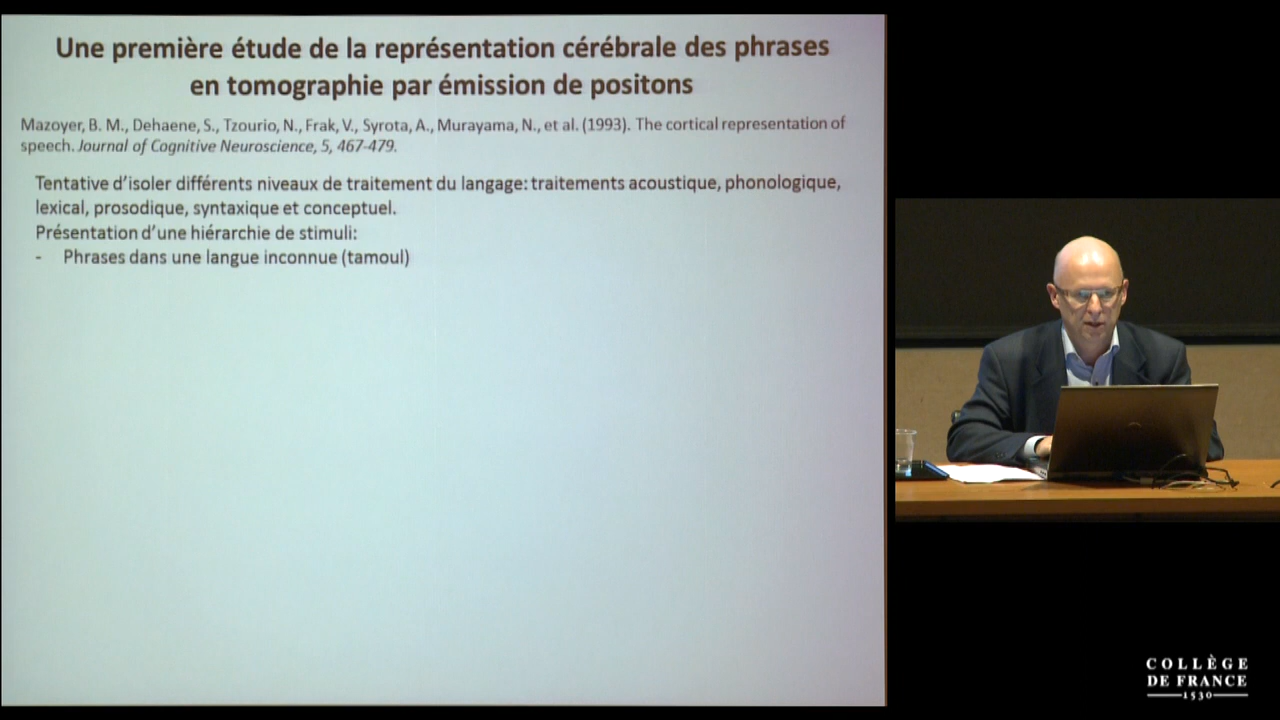 Une première étude de la représentation cérébrale des phrases
en tomographie par émission de positons
Mazoyer, B. M., Dehaene, S., Tzourio, N., Frak, V., Syrota, A., Murayama, N., et al. (1993). The cortical representation of
speech. Journal of Cognitive Neuroscience, 5, 467-479.
Tentative d'isoler différents niveaux de traitement du langage: traitements acoustique, phonologique,
lexical, prosodique, syntaxique et conceptuel.
Présentation d'une hiérarchie de stimuli:
- Phrases dans une langue inconnue (tamoul)
COLLÈGE
DE FRANCE
1530